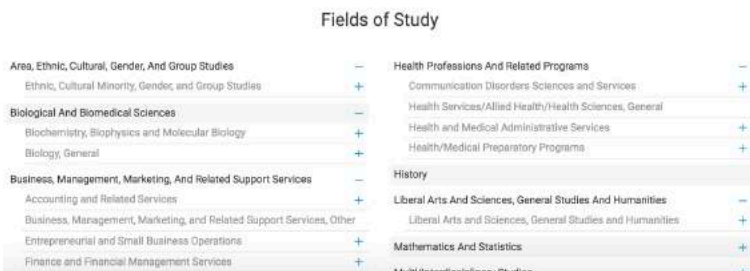 Fields of Study
Area, Ethnic, Cultural, Gender, And Group Studies
Ethnic, Cultural Minority, Gender, and Group Studies
Biological And Biomedical Sciences
Biochemistry, Biophysics and Molecular Biology
Biology, General
Business, Management, Marketing, And Related Support Services
Accounting and Related Services
Business, Management, Marketing, and Related Support Services, Other
Entrepreneurial and Small Business Operations
Finance and Financial Management Services
Health Professions And Related Programs
Communication Disorders Sciences and Services
Health Services/Allied Health/Health Sciences, General
Health and Medical Administrative Services
Health/Medical Preparatory Programs
History
Liberal Arts And Sciences, General Studies And Humanities
Liberal Arts and Sciences, General Studies and Humanities
Mathematics And Statistics